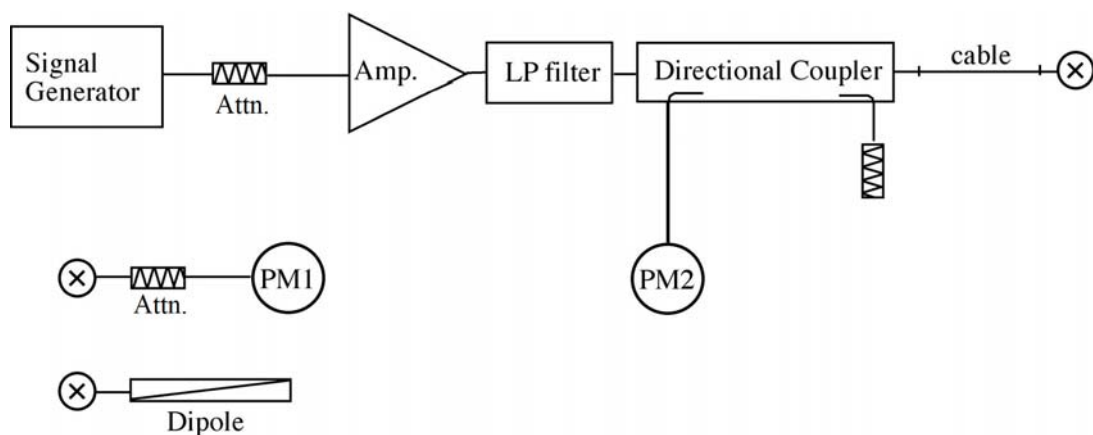 Signal
Generator
Attn.
Amp.
LP filter
Directional Coupler
cable
Attn.
PM1
PM2
Dipole